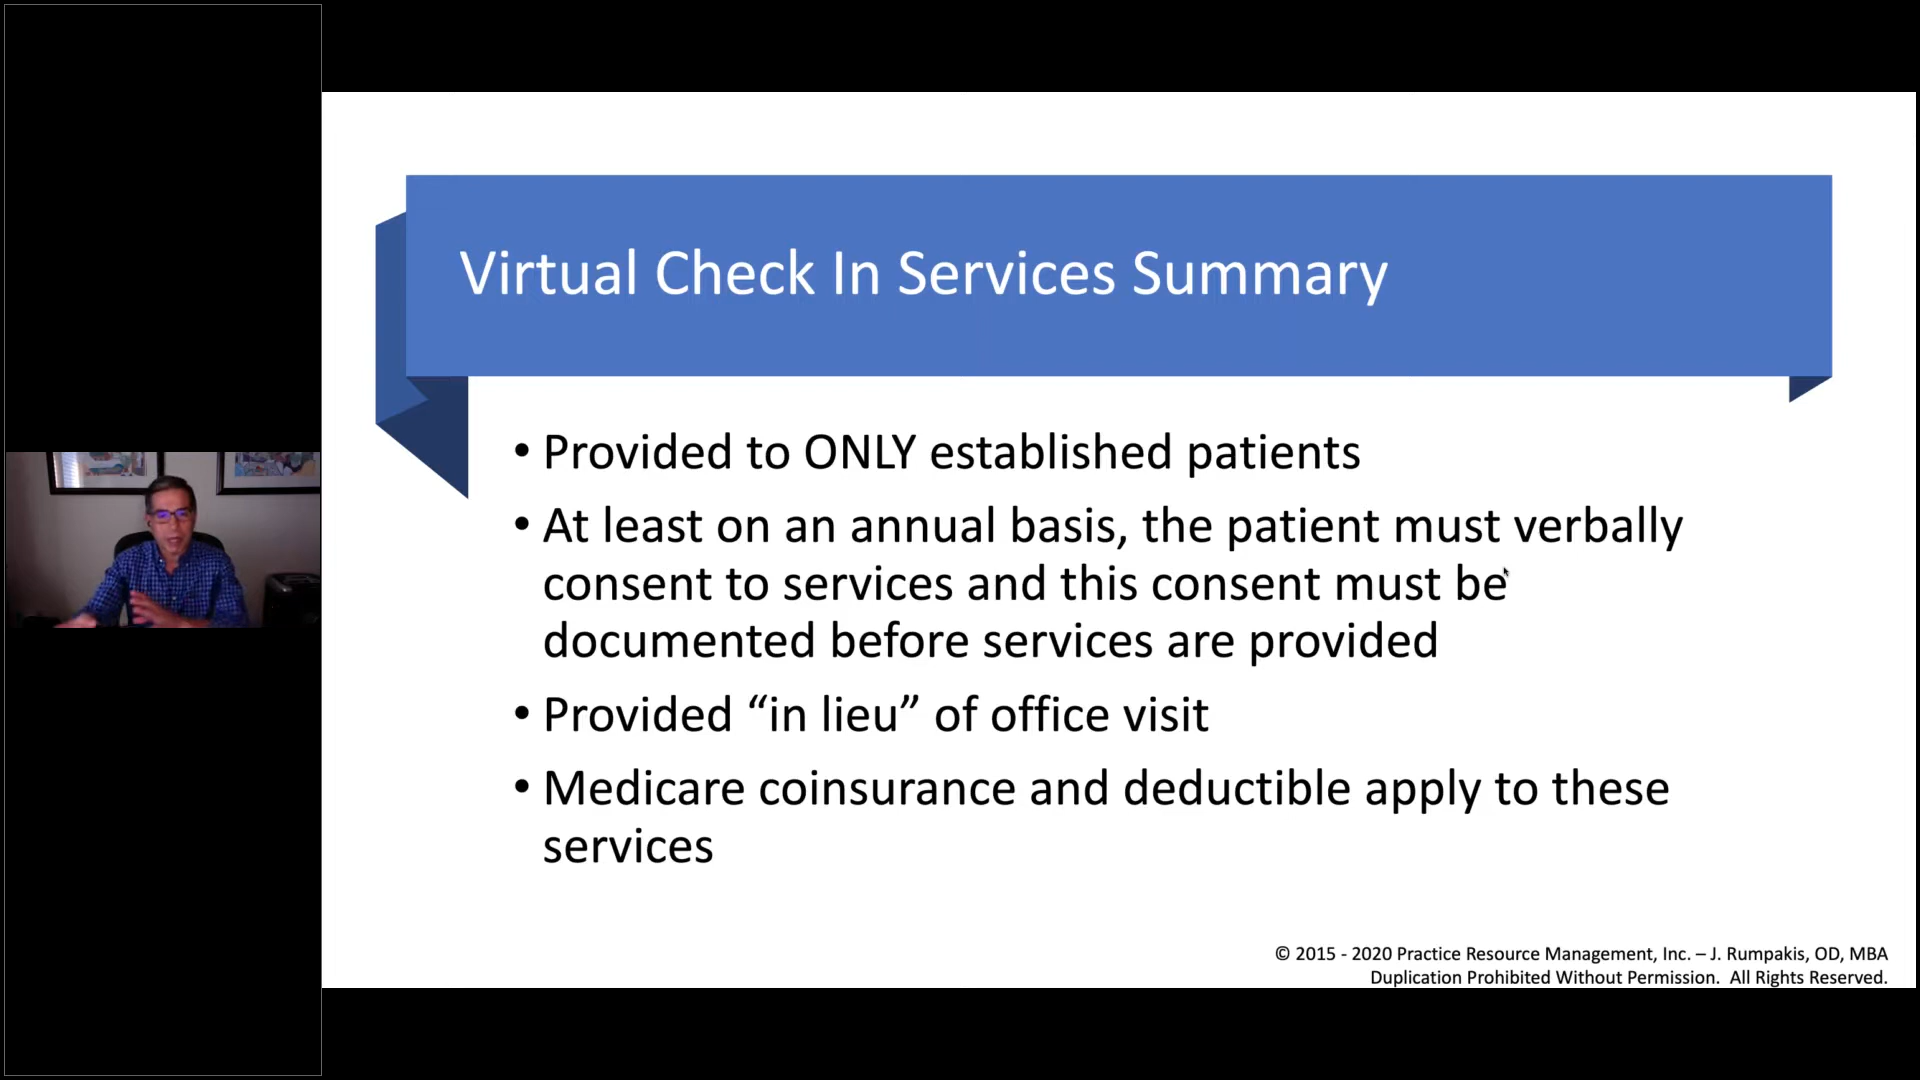 Virtual Check In Services Summary
• Provided to ONLY established patients
• At least on an annual basis, the patient must verbally
consent to services and this consent must be
documented before services are provided
• Provided “in lieu” of office visit
• Medicare coinsurance and deductible apply to these
services
© 2015 - 2020 Practice Resource Management, Inc. – J. Rumpakis, OD, MBA
Duplication Prohibited Without Permission.  All Rights Reserved.